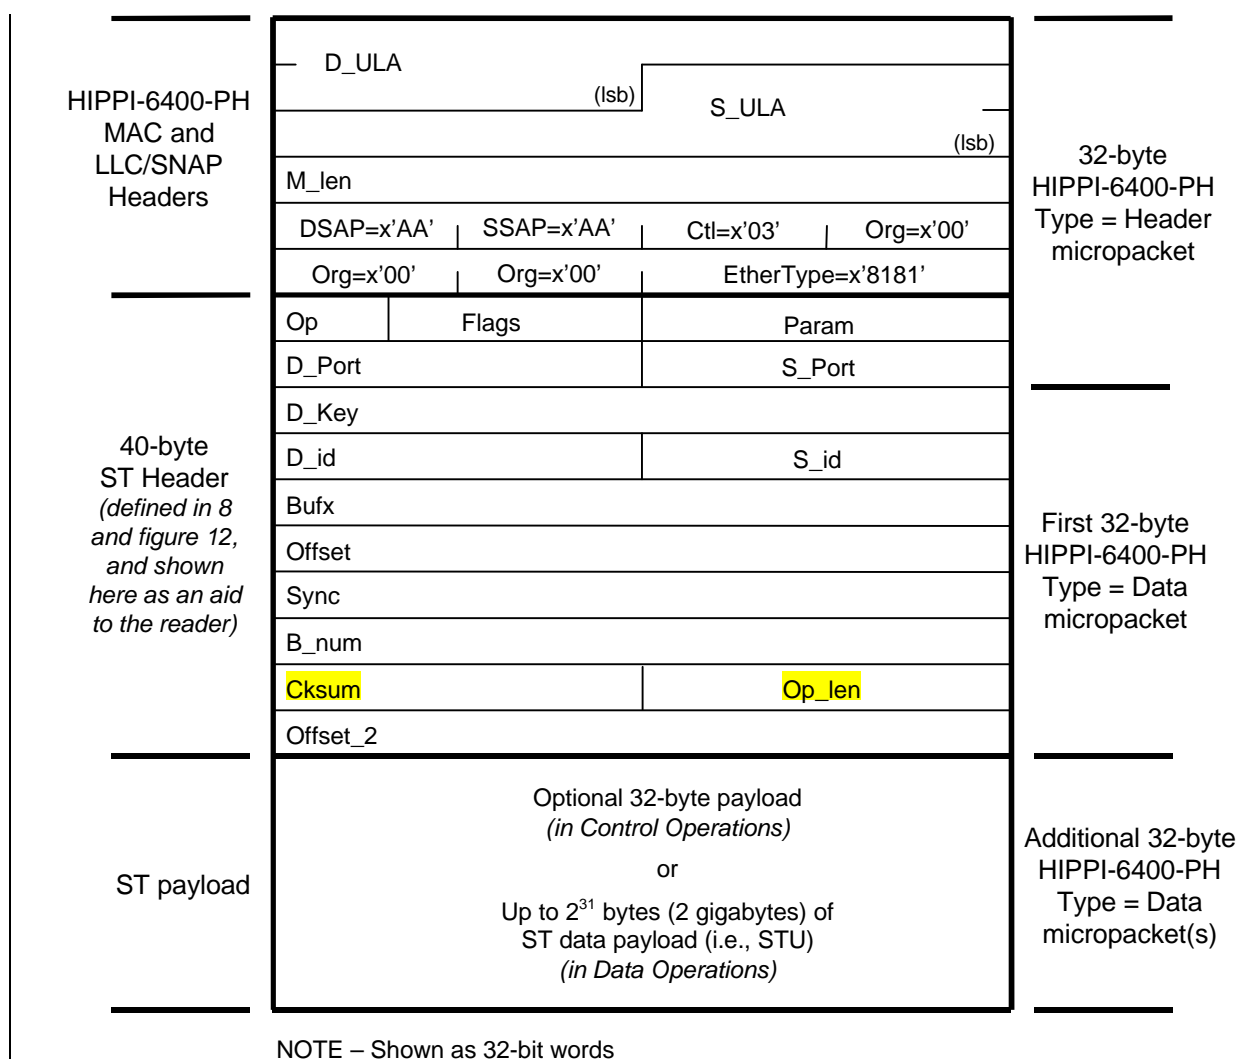 HIPPI-6400-PH
MAC and
LLC/SNAP
Headers
D_ULA
(lsb)
S_ULA
(lsb)
M_len
DSAP=x’AA’ SSAP=x’AA’ Ctl=x’03’ Org=x’00’
Org=x’00’ Org=x’00’ EtherType=x’8181’
32-byte
HIPPI-6400-PH
Type = Header
micropacket
40-byte
ST Header
(defined in 8
and figure 12,
and shown
here as an aid
to the reader)
Op Flags Param
D_Port S_Port
D_Key
D_id S_id
Bufx
Offset
Sync
B_num
Cksum Op_len
Offset_2
First 32-byte
HIPPI-6400-PH
Type = Data
micropacket
ST payload
Optional 32-byte payload
(in Control Operations)
or
Up to 2³¹ bytes (2 gigabytes) of
ST data payload (i.e., STU)
(in Data Operations)
Additional 32-byte
HIPPI-6400-PH
Type = Data
micropacket(s)
NOTE – Shown as 32-bit words